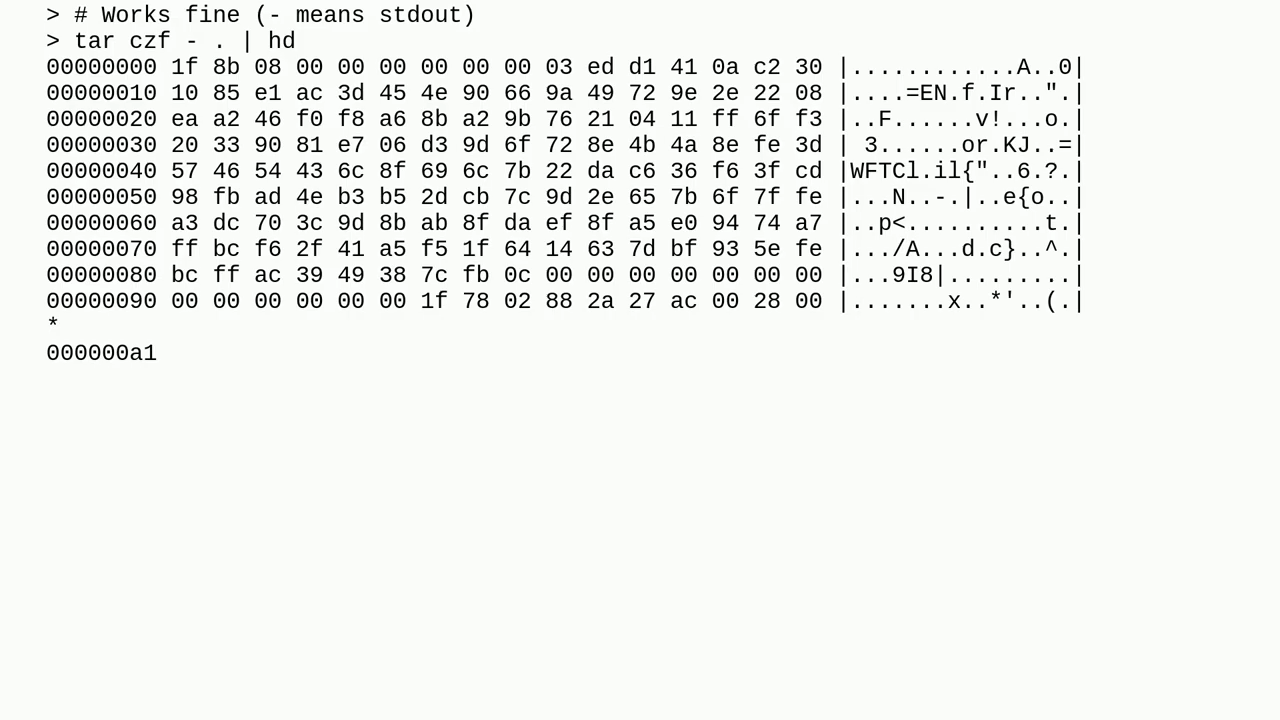 > # Works fine (- means stdout)
> tar czf - . | hd
00000000 1f 8b 08 00 00 00 00 00 00 03 ed d1 41 0a c2 30 |............A..0|
00000010 10 85 e1 ac 3d 45 4e 90 66 9a 49 72 9e 2e 22 08 |....=EN.f.Ir..".|
00000020 ea a2 46 f0 f8 a6 8b a2 9b 76 21 04 11 ff 6f f3 |..F......v!...o.|
00000030 20 33 90 81 e7 06 d3 9d 6f 72 8e 4b 4a 8e fe 3d | 3......or.KJ..=|
00000040 57 46 54 43 6c 8f 69 6c 7b 22 da c6 36 f6 3f cd |WFTCl.il{"..6.?.|
00000050 98 fb ad 4e b3 b5 2d cb 7c 9d 2e 65 7b 6f 7f fe |...N..-.|..e{o..|
00000060 a3 dc 70 3c 9d 8b ab 8f da ef 8f a5 e0 94 74 a7 |..p<..........t.|
00000070 ff bc f6 2f 41 a5 f5 1f 64 14 63 7d bf 93 5e fe |.../A...d.c}..^.|
00000080 bc ff ac 39 49 38 7c fb 0c 00 00 00 00 00 00 00 |...9I8|.........|
00000090 00 00 00 00 00 00 1f 78 02 88 2a 27 ac 00 28 00 |.......x..*'..(.|
*
000000a1